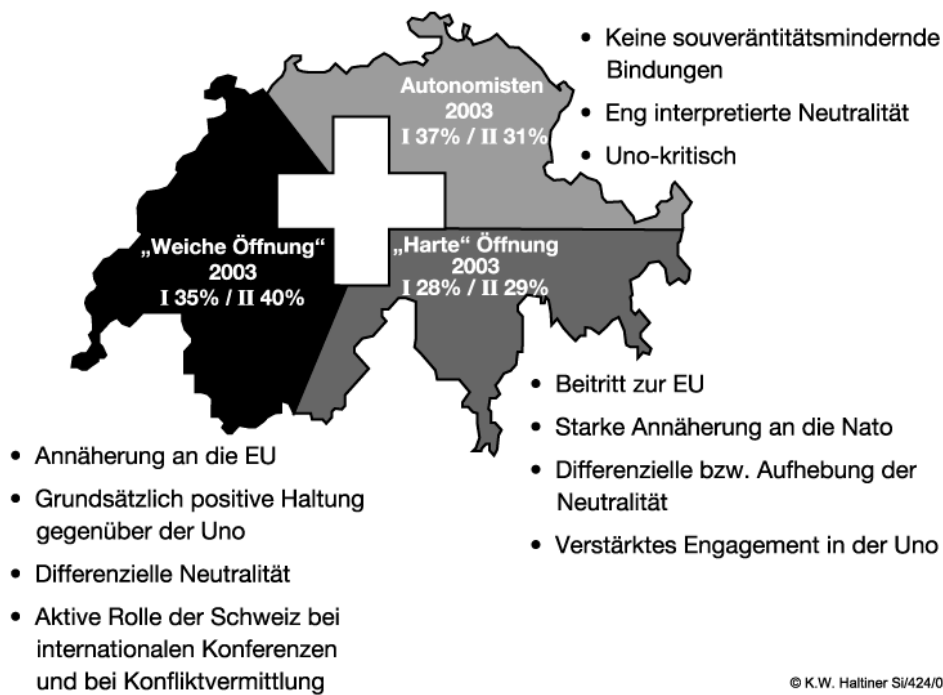 • Keine souveräntitätsmindernde
Bindungen
• Eng interpretierte Neutralität
• Uno-kritisch
Autonomisten
2003
I 37% / II 31%
„Weiche Öffnung“
2003
I 35% / II 40%
„Harte“ Öffnung
2003
I 28% / II 29%
• Beitritt zur EU
• Starke Annäherung an die Nato
• Differenzielle bzw. Aufhebung der
Neutralität
• Verstärktes Engagement in der Uno
• Annäherung an die EU
• Grundsätzlich positive Haltung
gegenüber der Uno
• Differenzielle Neutralität
• Aktive Rolle der Schweiz bei
internationalen Konferenzen
und bei Konfliktvermittlung
© K.W. Haltiner Si/424/0